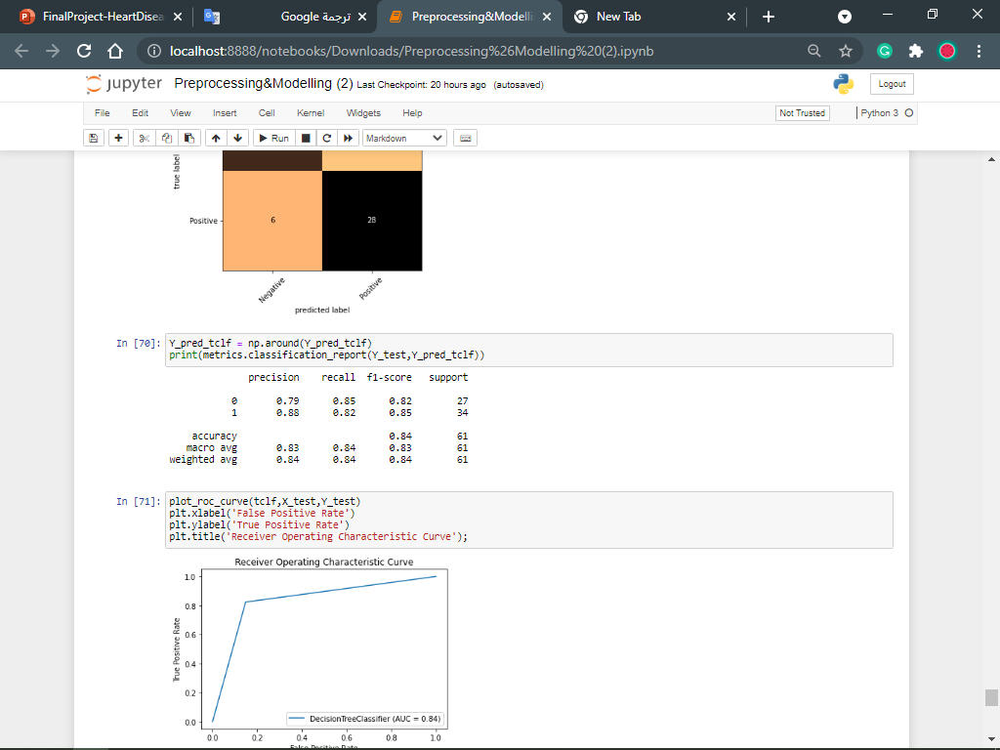 FinalProject-HeartDisea
ترجمة Google
Preprocessing&Modelli
New Tab
localhost:8888/notebooks/Downloads/Preprocessing%26Modelling%20(2).ipynb
jupyter Preprocessing&Modelling (2) Last Checkpoint: 20 hours ago (autosaved)
Logout
File Edit View Insert Cell Kernel Widgets Help
Not Trusted
Python 3
Run
Markdown
true label
Positive
6
28
Negative
Positive
predicted label
In [70]: Y_pred_tclf = np.around(Y_pred_tclf)
print(metrics.classification_report(Y_test,Y_pred_tclf))
precision recall f1-score support
0 0.79 0.85 0.82 27
1 0.88 0.82 0.85 34
accuracy 0.84 61
macro avg 0.83 0.84 0.83 61
weighted avg 0.84 0.84 0.84 61
In [71]: plot_roc_curve(tclf,X_test,Y_test)
plt.xlabel('False Positive Rate')
plt.ylabel('True Positive Rate')
plt.title('Receiver Operating Characteristic Curve');
Receiver Operating Characteristic Curve
1.0
0.8
0.6
0.4
0.2
0.0
True Positive Rate
DecisionTreeClassifier (AUC = 0.84)
0.0 0.2 0.4 0.6 0.8 1.0
False Positive Rate